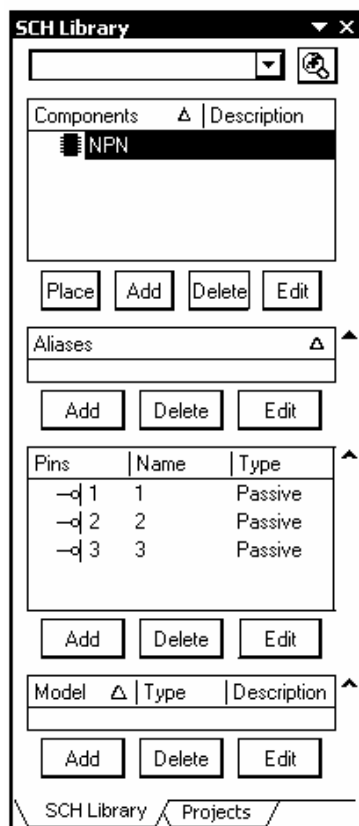 SCH Library
Components Description
NPN
Place Add Delete Edit
Aliases
Add Delete Edit
Pins Name Type
1 1 Passive
2 2 Passive
3 3 Passive
Add Delete Edit
Model Type Description
Add Delete Edit
SCH Library Projects